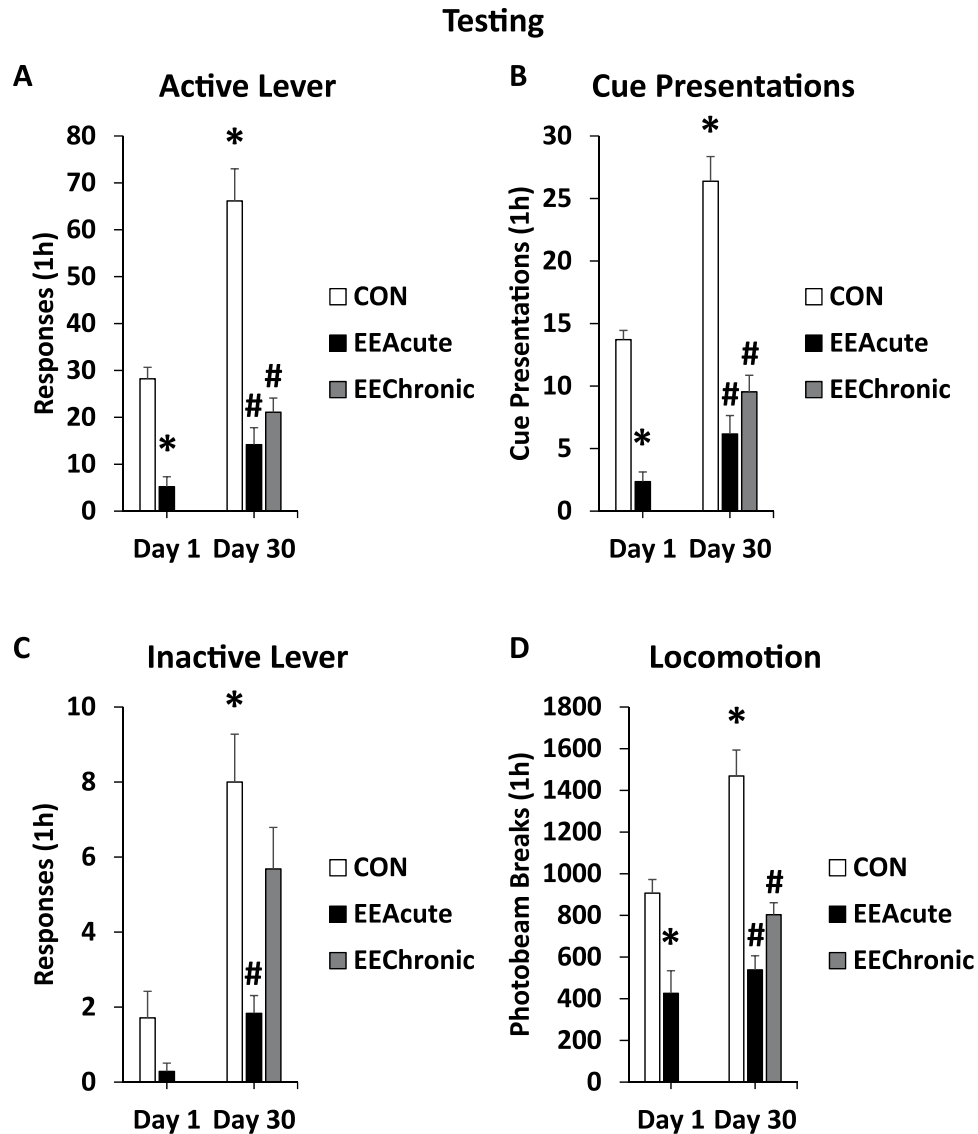 Testing
A
Active Lever
80
70
60
50
40
30
20
10
0
Responses (1h)
*
*
#
#
Day 1 Day 30
CON
EEAcute
EEChronic
B
Cue Presentations
30
25
20
15
10
5
0
Cue Presentations (1h)
*
*
#
#
Day 1 Day 30
CON
EEAcute
EEChronic
C
Inactive Lever
10
8
6
4
2
0
Responses (1h)
*
#
Day 1 Day 30
CON
EEAcute
EEChronic
D
Locomotion
1800
1600
1400
1200
1000
800
600
400
200
0
Photobeam Breaks (1h)
*
*
#
#
Day 1 Day 30
CON
EEAcute
EEChronic